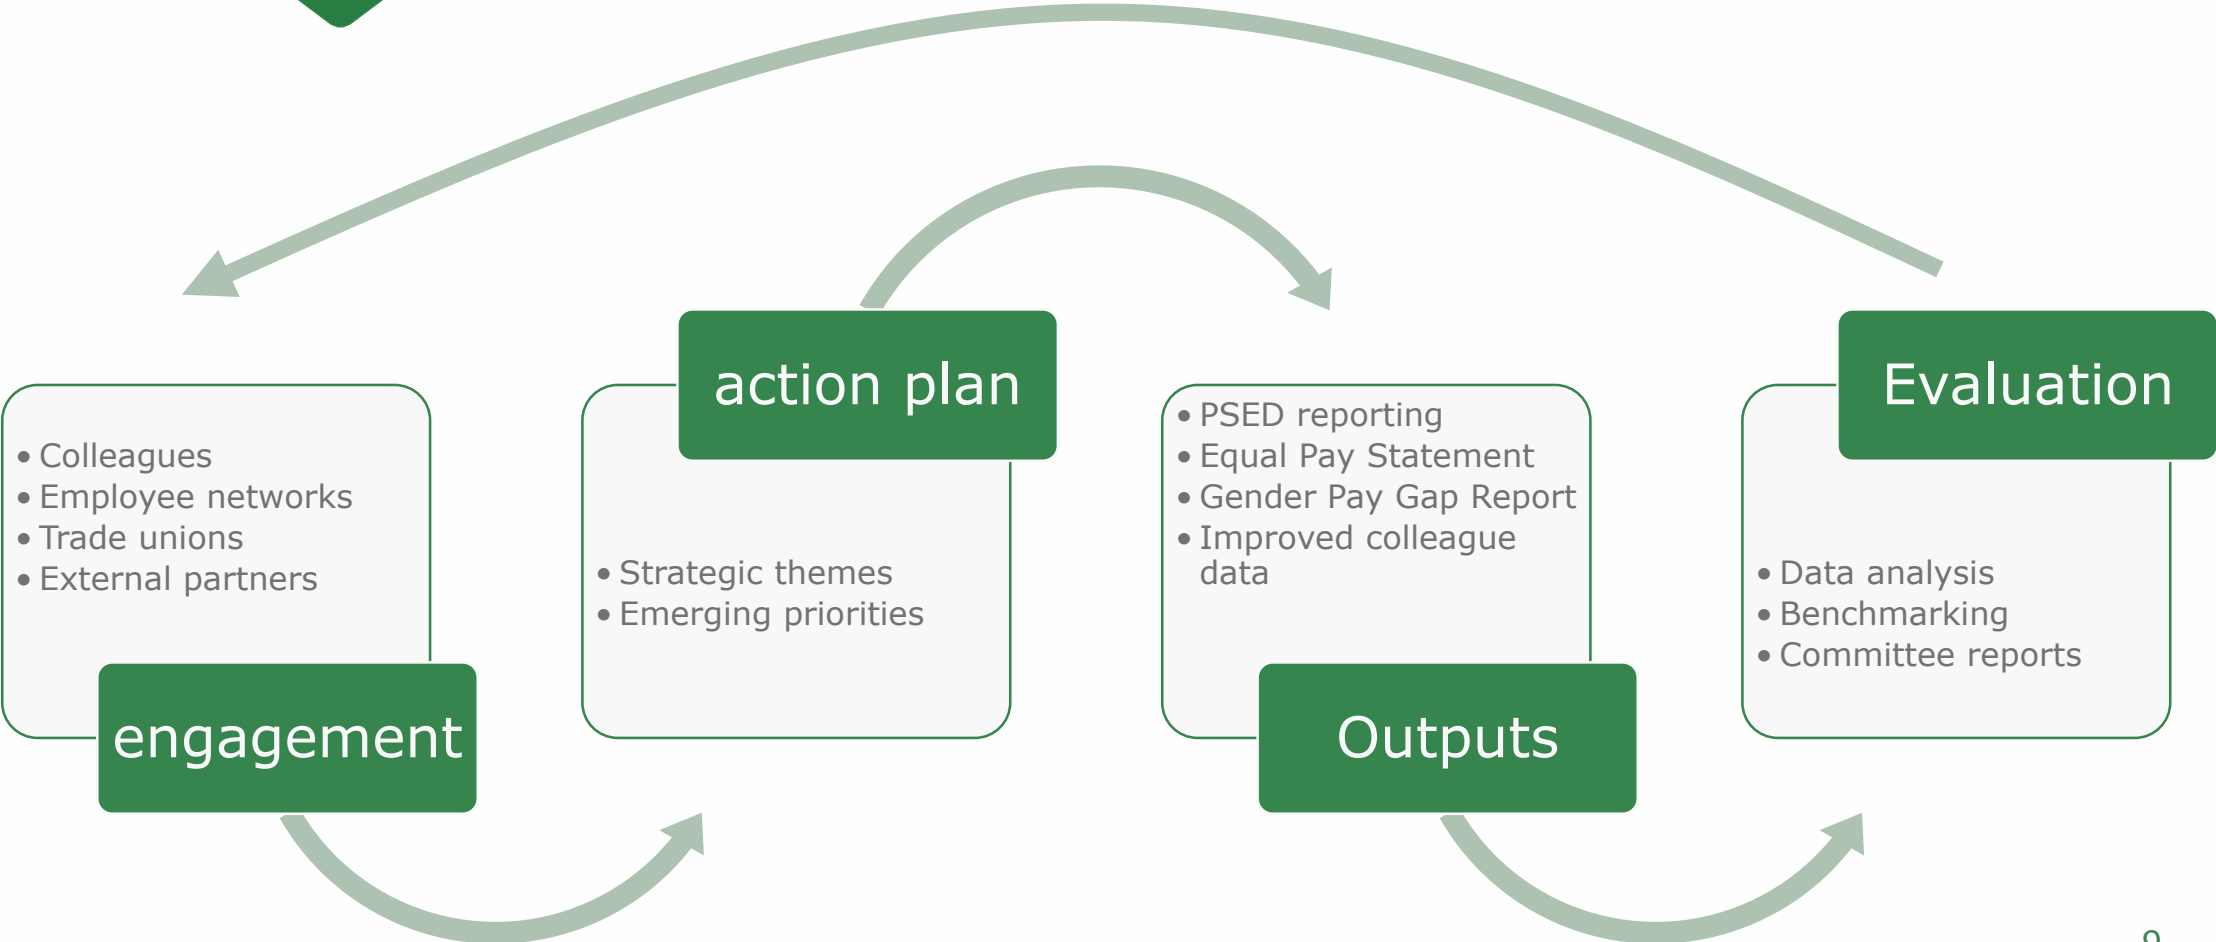 • Colleagues
• Employee networks
• Trade unions
• External partners
engagement
action plan
• Strategic themes
• Emerging priorities
• PSED reporting
• Equal Pay Statement
• Gender Pay Gap Report
• Improved colleague
data
Outputs
Evaluation
• Data analysis
• Benchmarking
• Committee reports